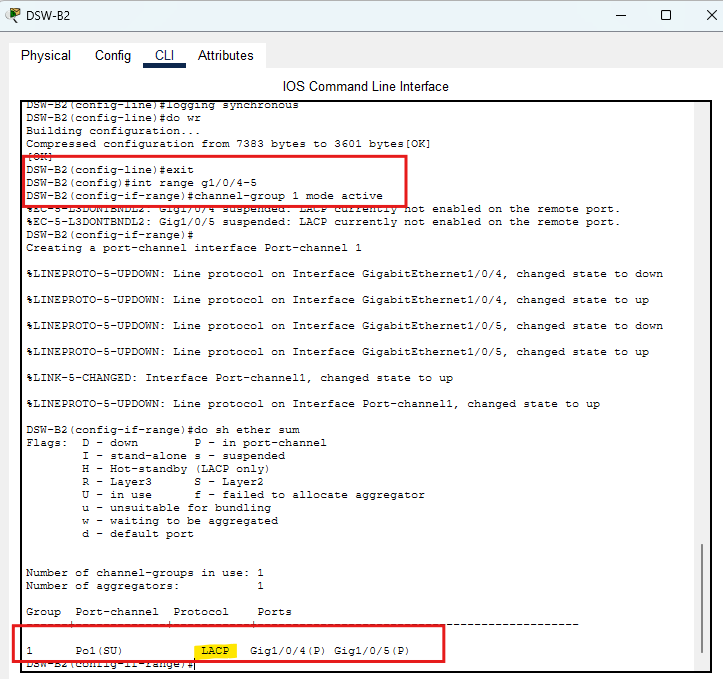 DSW-B2
Physical Config CLI Attributes
IOS Command Line Interface
DSW-B2(config-line)#logging synchronous
DSW-B2(config-line)#do wr
Building configuration...
Compressed configuration from 7383 bytes to 3601 bytes[OK]
[OK]
DSW-B2(config-line)#exit
DSW-B2(config)#int range g1/0/4-5
DSW-B2(config-if-range)#channel-group 1 mode active
%EC-5-L3DONTBNDL2: Gig1/0/4 suspended: LACP currently not enabled on the remote port.
%EC-5-L3DONTBNDL2: Gig1/0/5 suspended: LACP currently not enabled on the remote port.
DSW-B2(config-if-range)#
Creating a port-channel interface Port-channel 1
%LINEPROTO-5-UPDOWN: Line protocol on Interface GigabitEthernet1/0/4, changed state to down
%LINEPROTO-5-UPDOWN: Line protocol on Interface GigabitEthernet1/0/4, changed state to up
%LINEPROTO-5-UPDOWN: Line protocol on Interface GigabitEthernet1/0/5, changed state to down
%LINEPROTO-5-UPDOWN: Line protocol on Interface GigabitEthernet1/0/5, changed state to up
%LINK-5-CHANGED: Interface Port-channel1, changed state to up
%LINEPROTO-5-UPDOWN: Line protocol on Interface Port-channel1, changed state to up
DSW-B2(config-if-range)#do sh ether sum
Flags:  D - down        P - in port-channel
        I - stand-alone s - suspended
        H - Hot-standby (LACP only)
        R - Layer3      S - Layer2
        U - in use      f - failed to allocate aggregator
        u - unsuitable for bundling
        w - waiting to be aggregated
        d - default port
Number of channel-groups in use: 1
Number of aggregators:           1
Group  Port-channel  Protocol    Ports
------+-------------+-----------+----------------------------------------------
1      Po1(SU)           LACP   Gig1/0/4(P) Gig1/0/5(P)
DSW-B2(config-if-range)#